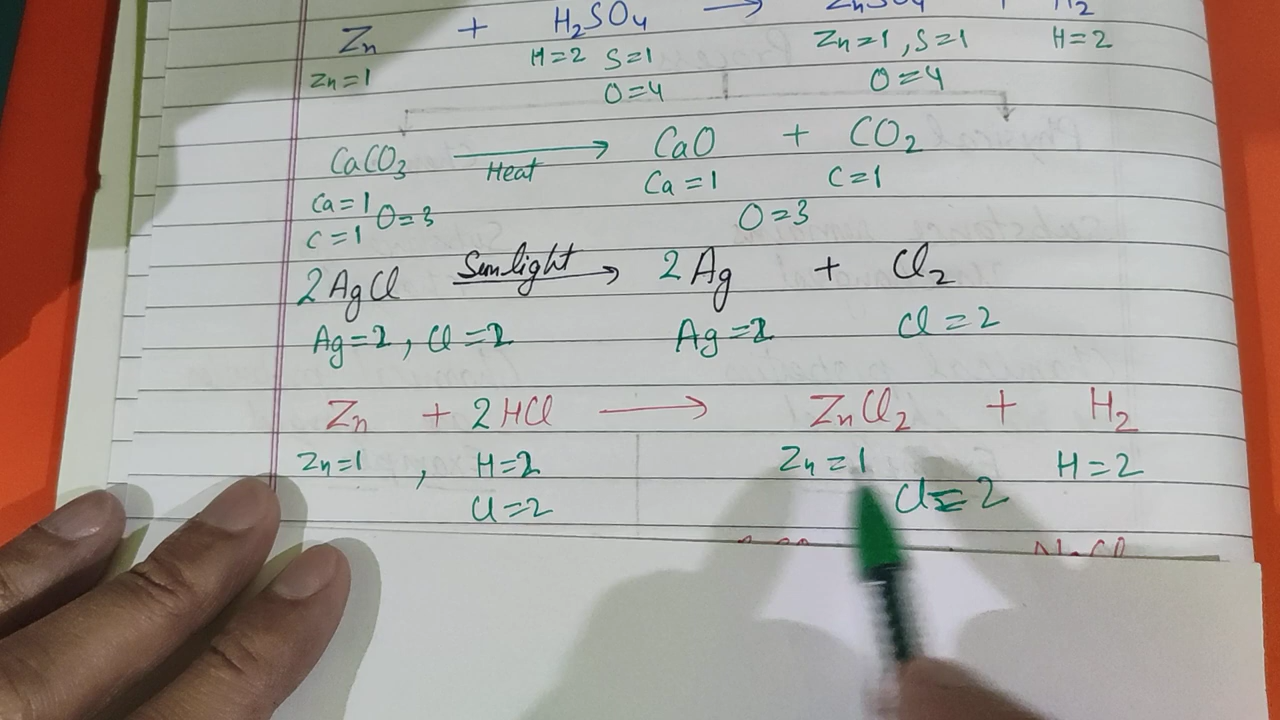 Zn + H₂SO₄ → ZnSO₄ + H₂
Zn=1 H=2 S=1 Zn=1, S=1 H=2
O=4 O=4
CaCO₃ Heat → CaO + CO₂
Ca=1 O=3 Ca=1 C=1
C=1 O=3
2AgCl Sunlight → 2Ag + Cl₂
Ag=2, Cl=2 Ag=2 Cl=2
Zn + 2HCl → ZnCl₂ + H₂
Zn=1, H=2 Zn=1 H=2
Cl=2 Cl=2